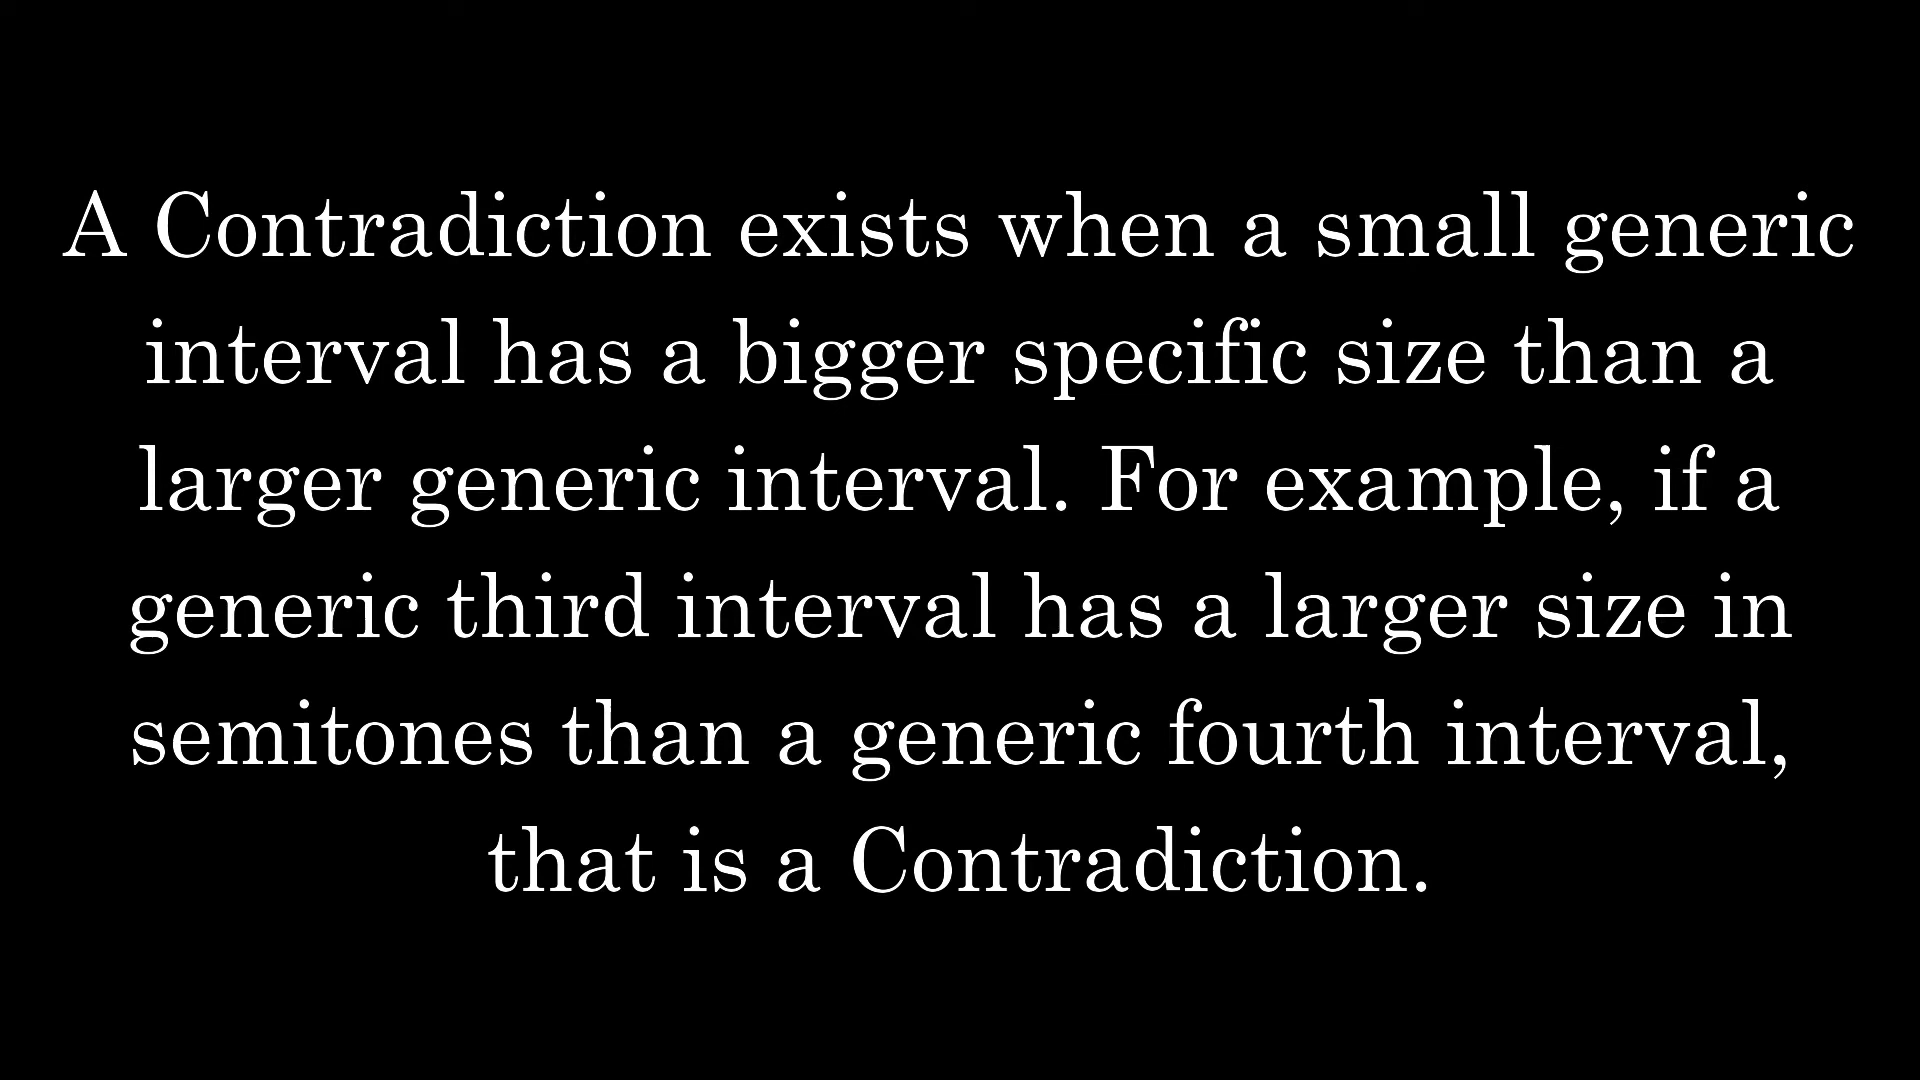 A Contradiction exists when a small generic
interval has a bigger specific size than a
larger generic interval. For example, if a
generic third interval has a larger size in
semitones than a generic fourth interval,
that is a Contradiction.